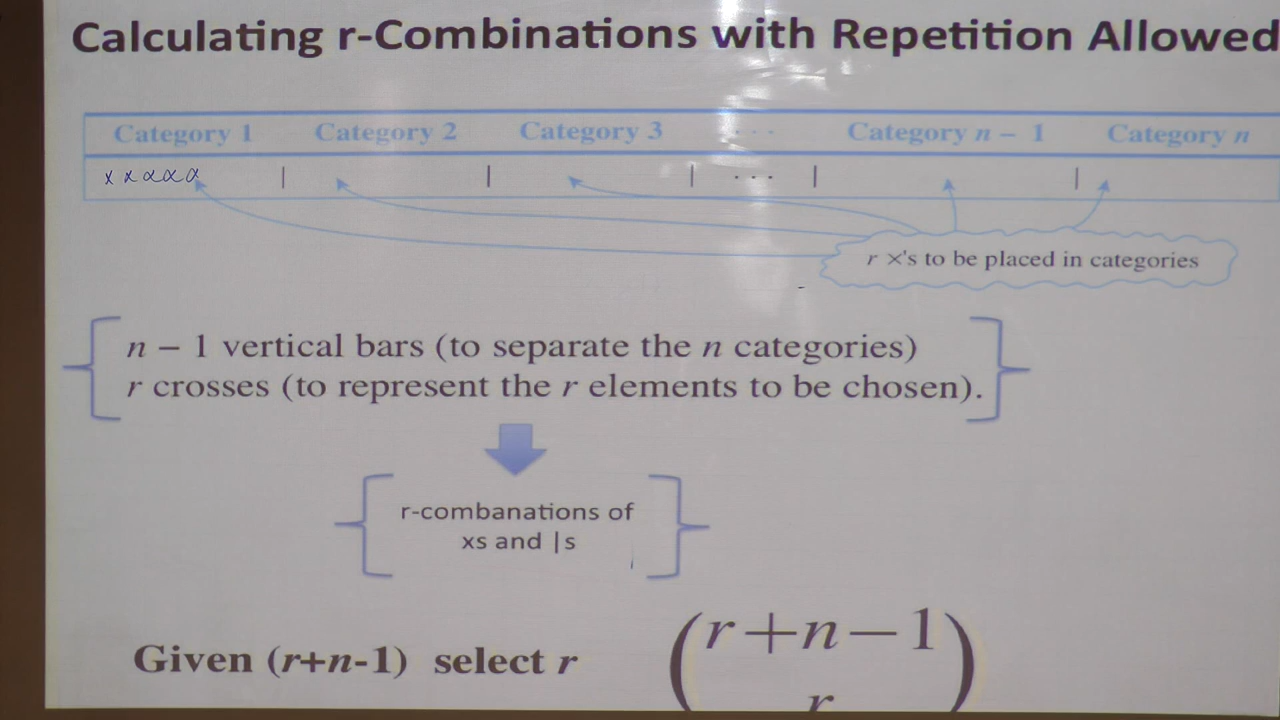 Calculating r-Combinations with Repetition Allowed
Category 1 Category 2 Category 3 · · · Category n − 1 Category n
x x x x x | | | · · · | |
r ×'s to be placed in categories
n − 1 vertical bars (to separate the n categories)
r crosses (to represent the r elements to be chosen).
r-combanations of
xs and |s
Given (r+n-1) select r
(r+n−1
r)